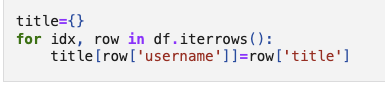 title={}
for idx, row in df.iterrows():
    title[row['username']]=row['title']